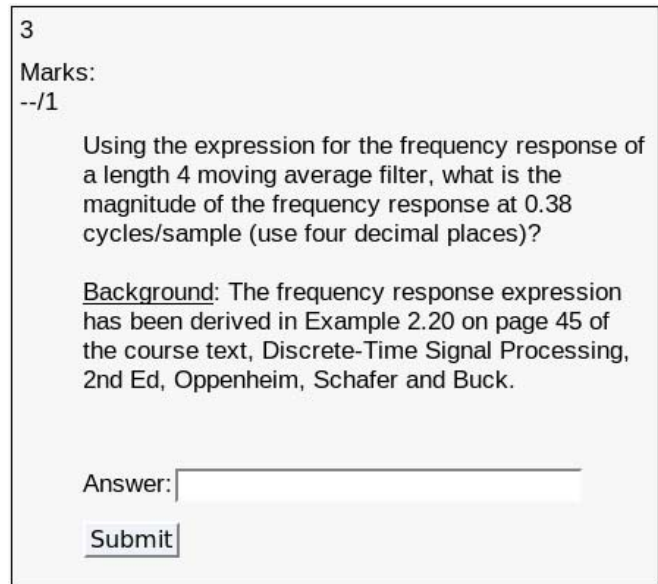 3
Marks:
--/1
Using the expression for the frequency response of
a length 4 moving average filter, what is the
magnitude of the frequency response at 0.38
cycles/sample (use four decimal places)?
Background: The frequency response expression
has been derived in Example 2.20 on page 45 of
the course text, Discrete-Time Signal Processing,
2nd Ed, Oppenheim, Schafer and Buck.
Answer:
Submit